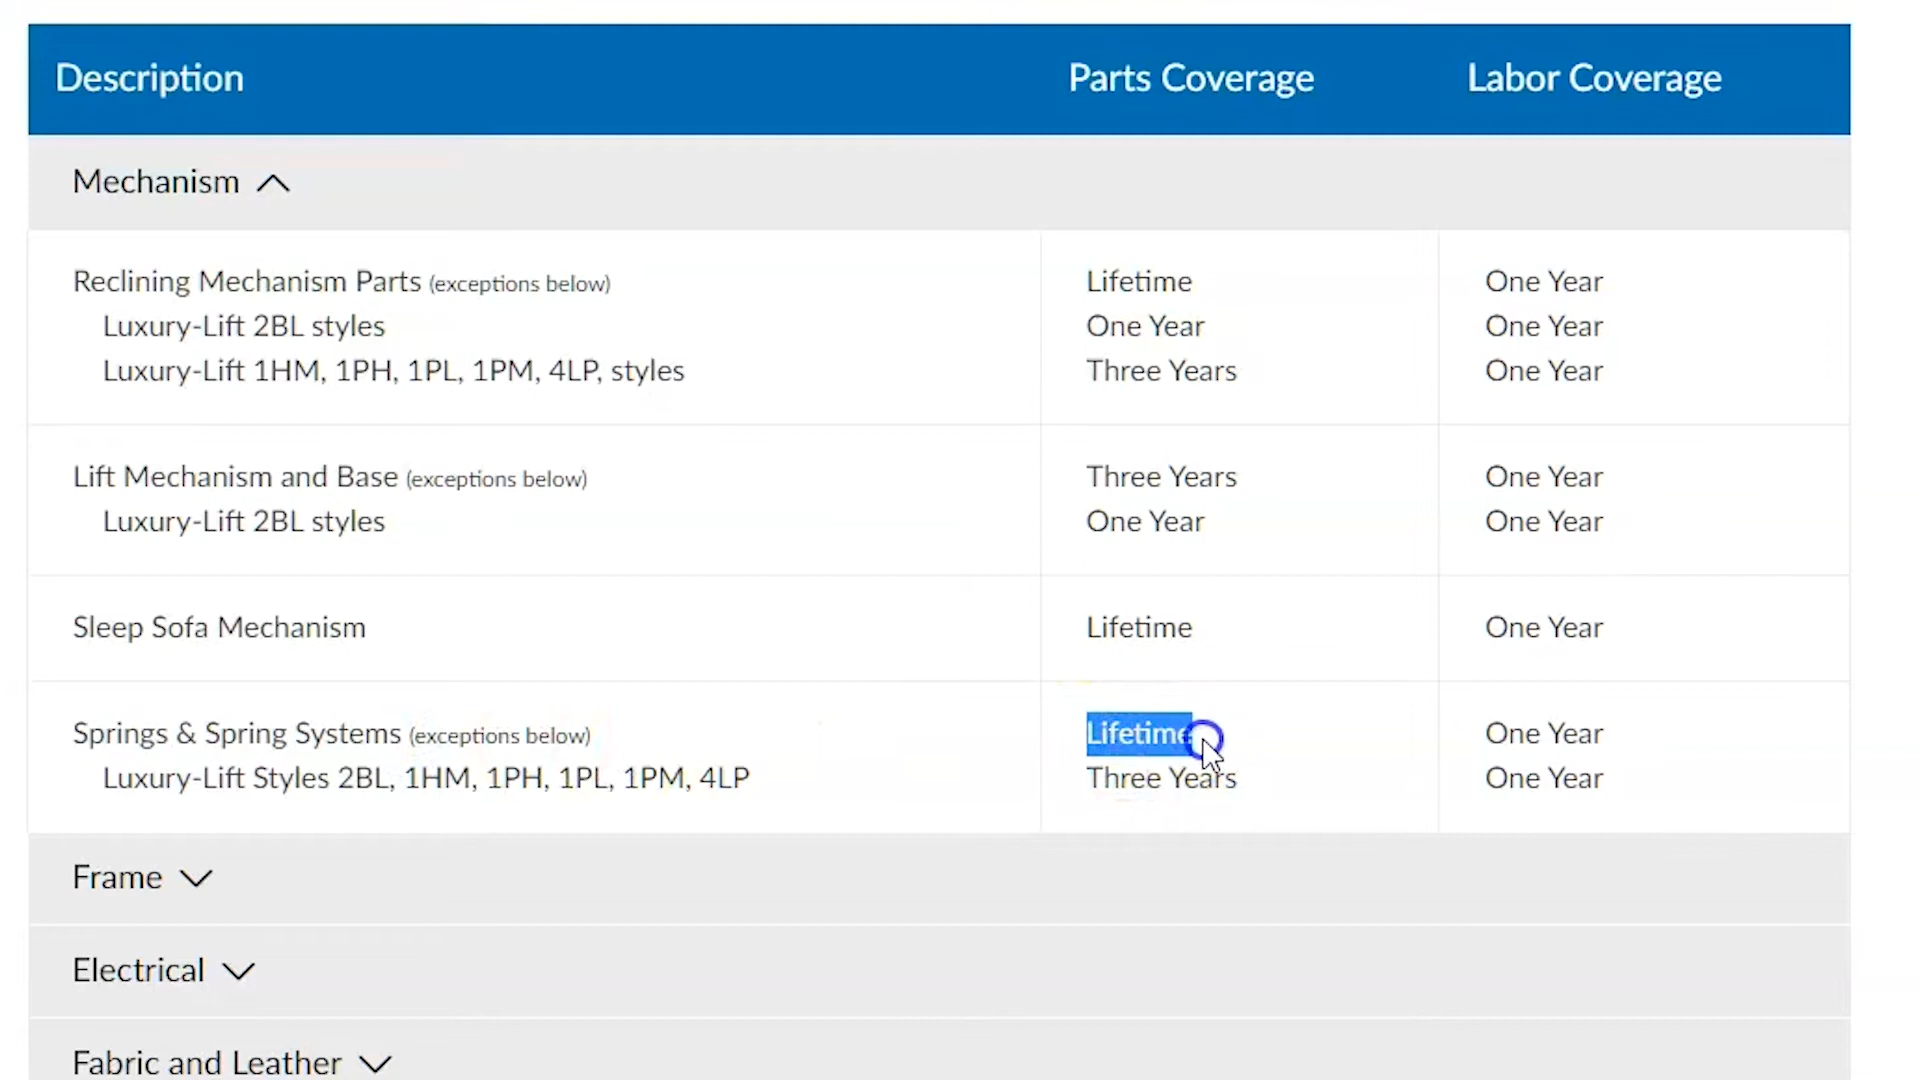 Description Parts Coverage Labor Coverage
Mechanism
Reclining Mechanism Parts (exceptions below) Lifetime One Year
Luxury-Lift 2BL styles One Year One Year
Luxury-Lift 1HM, 1PH, 1PL, 1PM, 4LP, styles Three Years One Year
Lift Mechanism and Base (exceptions below) Three Years One Year
Luxury-Lift 2BL styles One Year One Year
Sleep Sofa Mechanism Lifetime One Year
Springs & Spring Systems (exceptions below) Lifetime One Year
Luxury-Lift Styles 2BL, 1HM, 1PH, 1PL, 1PM, 4LP Three Years One Year
Frame
Electrical
Fabric and Leather